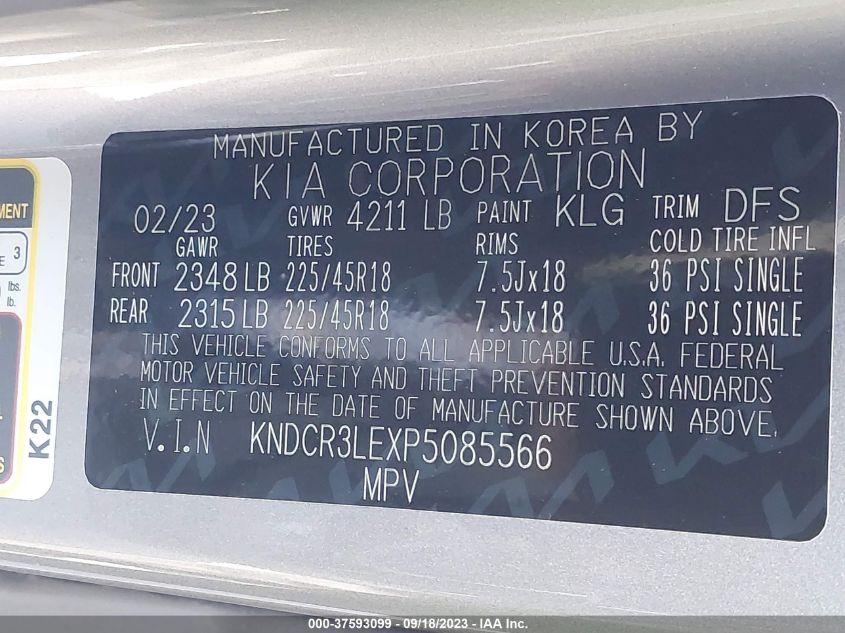 MANUFACTURED IN KOREA BY
KIA CORPORATION
02/23 GVWR 4211 LB PAINT KLG TRIM DFS
GAWR TIRES RIMS COLD TIRE INFL
FRONT 2348 LB 225/45R18 7.5Jx18 36 PSI SINGLE
REAR 2315 LB 225/45R18 7.5Jx18 36 PSI SINGLE
THIS VEHICLE CONFORMS TO ALL APPLICABLE U.S.A. FEDERAL
MOTOR VEHICLE SAFETY AND THEFT PREVENTION STANDARDS
IN EFFECT ON THE DATE OF MANUFACTURE SHOWN ABOVE.
V.I.N KNDCR3LEXP5085566
MPV
3
lbs.
lb.
K22
000-37593099 - 09/18/2023 - IAA Inc.